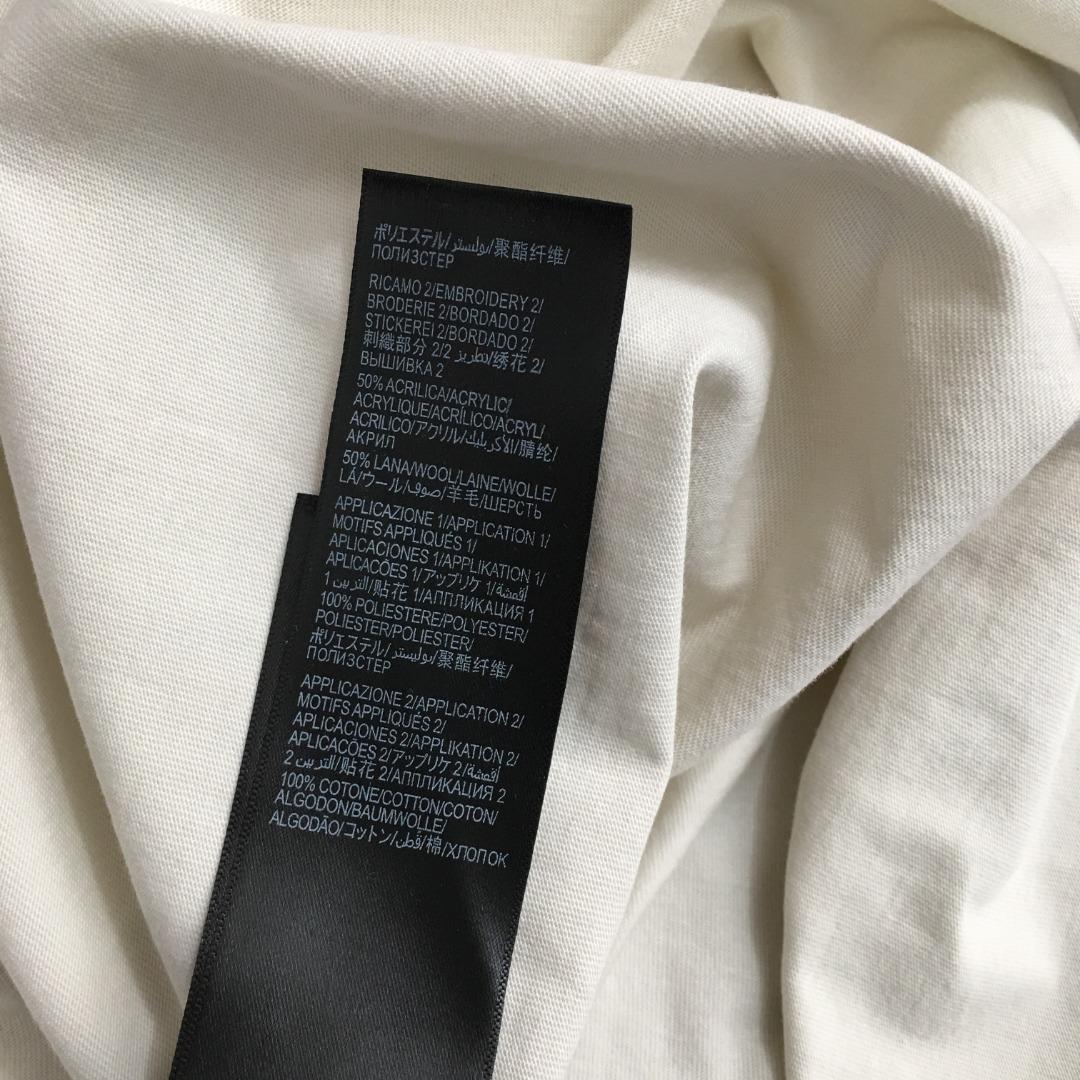 ポリエステル/بوليستر/聚酯纤维/
ПОЛИЗСТЕР
RICAMO 2/EMBROIDERY 2/
BRODERIE 2/BORDADO 2/
STICKEREI 2/BORDADO 2/
刺繍部分 2/2 تطريز/绣花 2/
ВЫШИВКА 2
50% ACRILICA/ACRYLIC/
ACRYLIQUE/ACRÍLICO/ACRYL/
ACRILICO/アクリル/الاكريليك/腈纶/
АКРИЛ
50% LANA/WOOL/LAINE/WOLLE/
LÁ/ウール/صوف/羊毛/ШЕРСТЬ
APPLICAZIONE 1/APPLICATION 1/
MOTIFS APPLIQUÉS 1/
APLICACIONES 1/APPLIKATION 1/
APLICACÕES 1/アップリケ 1/أقمشة
1 التزيين/贴花 1/АППЛИКАЦИЯ 1
100% POLIESTERE/POLYESTER/
POLIESTER/POLIESTER/
ポリエステル/بوليستر/聚酯纤维/
ПОЛИЗСТЕР
APPLICAZIONE 2/APPLICATION 2/
MOTIFS APPLIQUÉS 2/
APLICACIONES 2/APPLIKATION 2/
APLICACÕES 2/アップリケ 2/أقمشة
2 التزيين/贴花 2/АППЛИКАЦИЯ 2
100% COTONE/COTTON/COTON/
ALGODON/BAUMWOLLE/
ALGODÃO/コットン/قطن/棉/ХЛОПОК